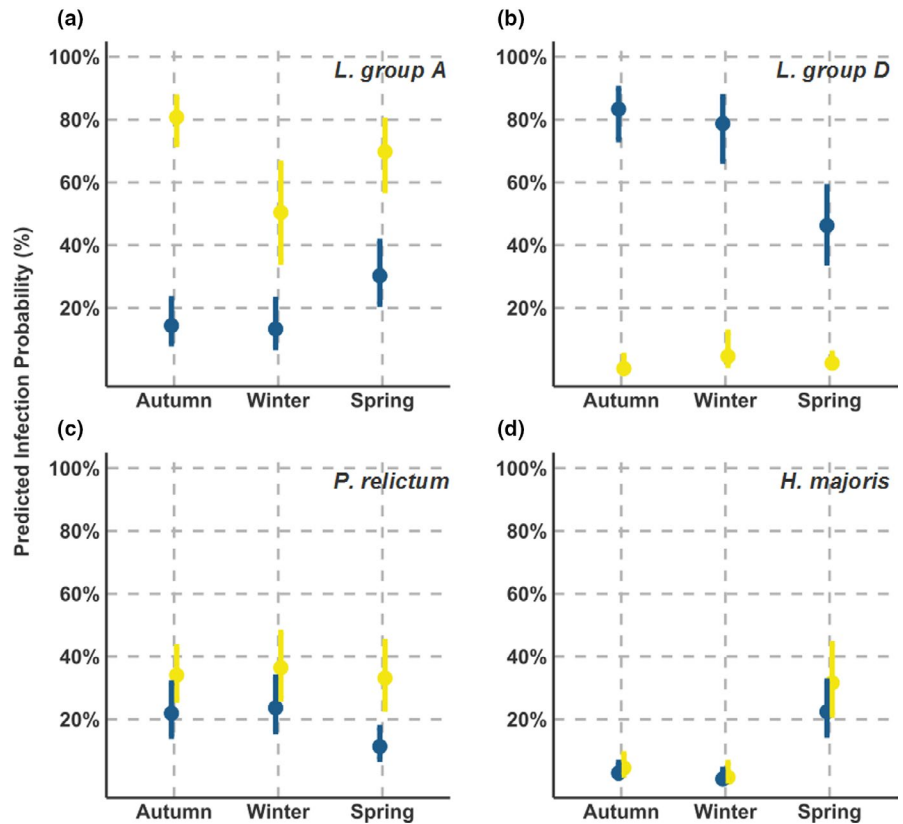 (a)
L. group A
100%
80%
60%
40%
20%
Autumn Winter Spring
(b)
L. group D
100%
80%
60%
40%
20%
Autumn Winter Spring
(c)
P. relictum
100%
80%
60%
40%
20%
Autumn Winter Spring
(d)
H. majoris
100%
80%
60%
40%
20%
Autumn Winter Spring
Predicted Infection Probability (%)